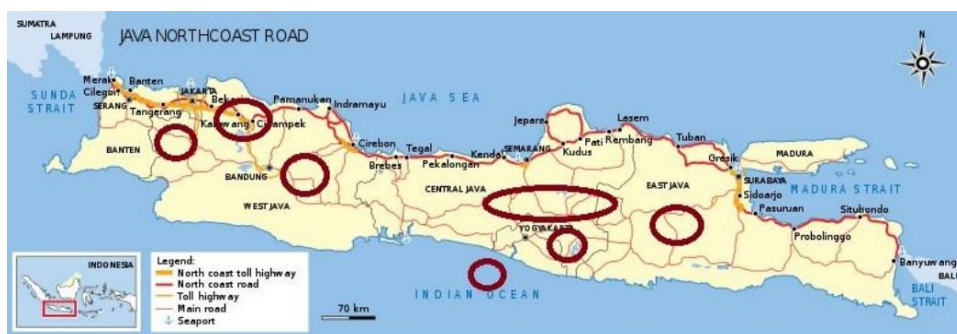 SUMATRA
LAMPUNG
JAVA NORTHCOAST ROAD
N
Merak
Banten
Cilegon
SUNDA
STRAIT
SERANG
JAKARTA
Tangerang
Pamanukan
Indramayu
JAVA SEA
BANTEN
Cirebon
BANDUNG
WEST JAVA
Brebes
Tegal
Pekalongan
Kendal
SEMARANG
CENTRAL JAVA
Jepara
Kudus
Pati
Rembang
Lasem
Tuban
Gresik
MADURA
SURABAYA
MADURA STRAIT
EAST JAVA
Sidoarjo
Pasuruan
Probolinggo
Situbondo
Banyuwangi
BALI
BALI
STRAIT
INDIAN OCEAN
INDONESIA
Legend:
North coast toll highway
North coast road
Toll highway
Main road
Seaport
70 km